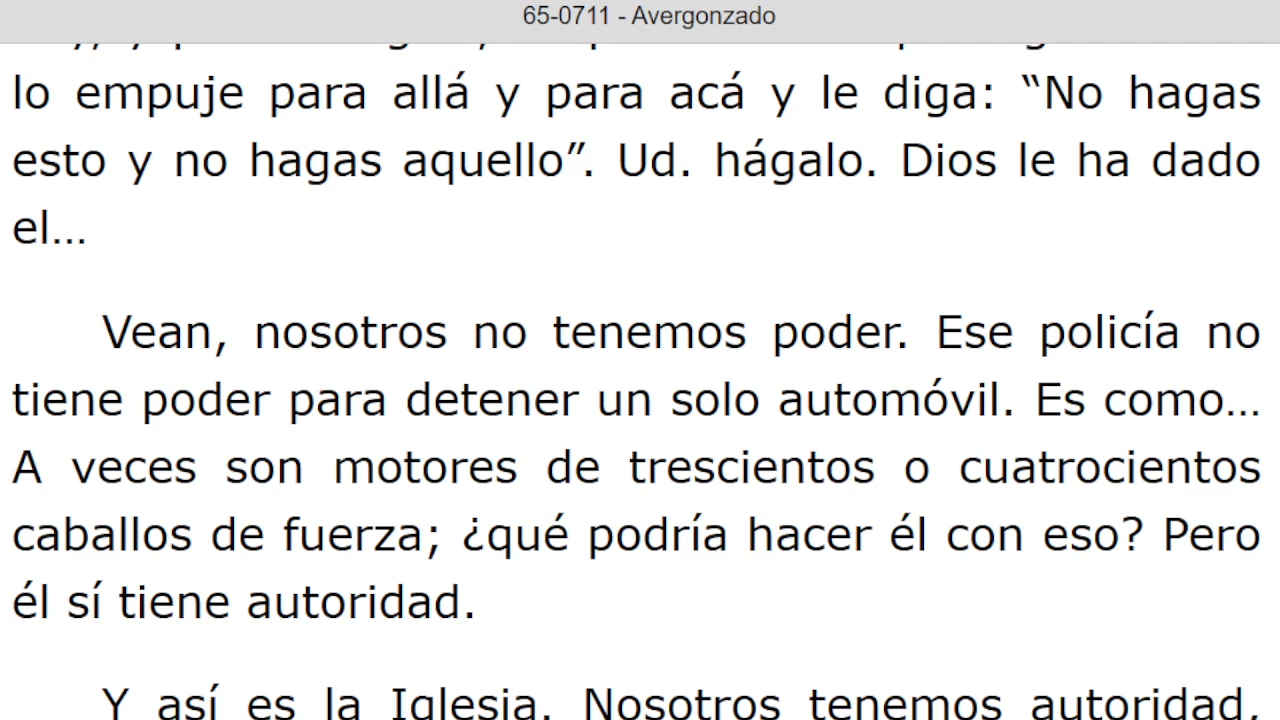 65-0711 - Avergonzado
lo empuje para allá y para acá y le diga: “No hagas
esto y no hagas aquello”. Ud. hágalo. Dios le ha dado
el...
Vean, nosotros no tenemos poder. Ese policía no
tiene poder para detener un solo automóvil. Es como...
A veces son motores de trescientos o cuatrocientos
caballos de fuerza; ¿qué podría hacer él con eso? Pero
él sí tiene autoridad.
Y así es la Iglesia. Nosotros tenemos autoridad,